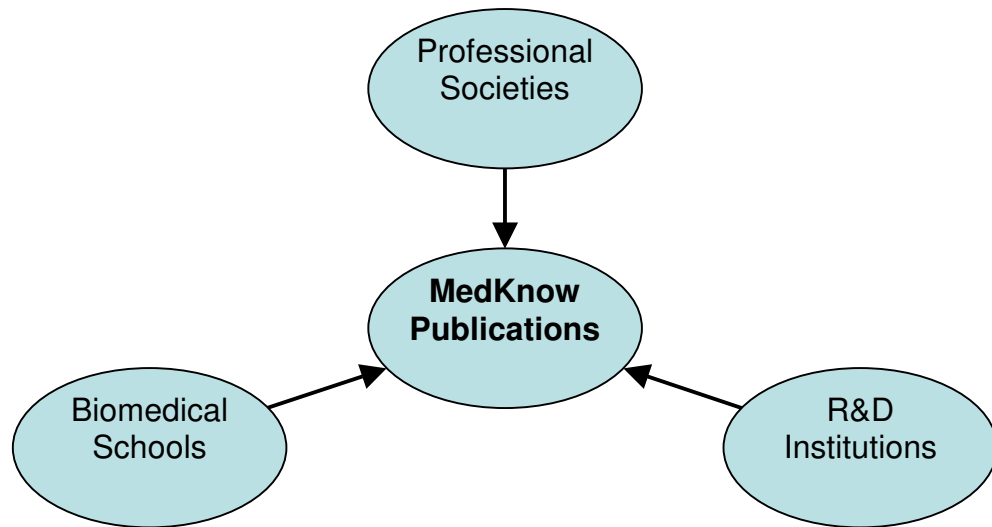 Professional
Societies
MedKnow
Publications
Biomedical
Schools
R&D
Institutions